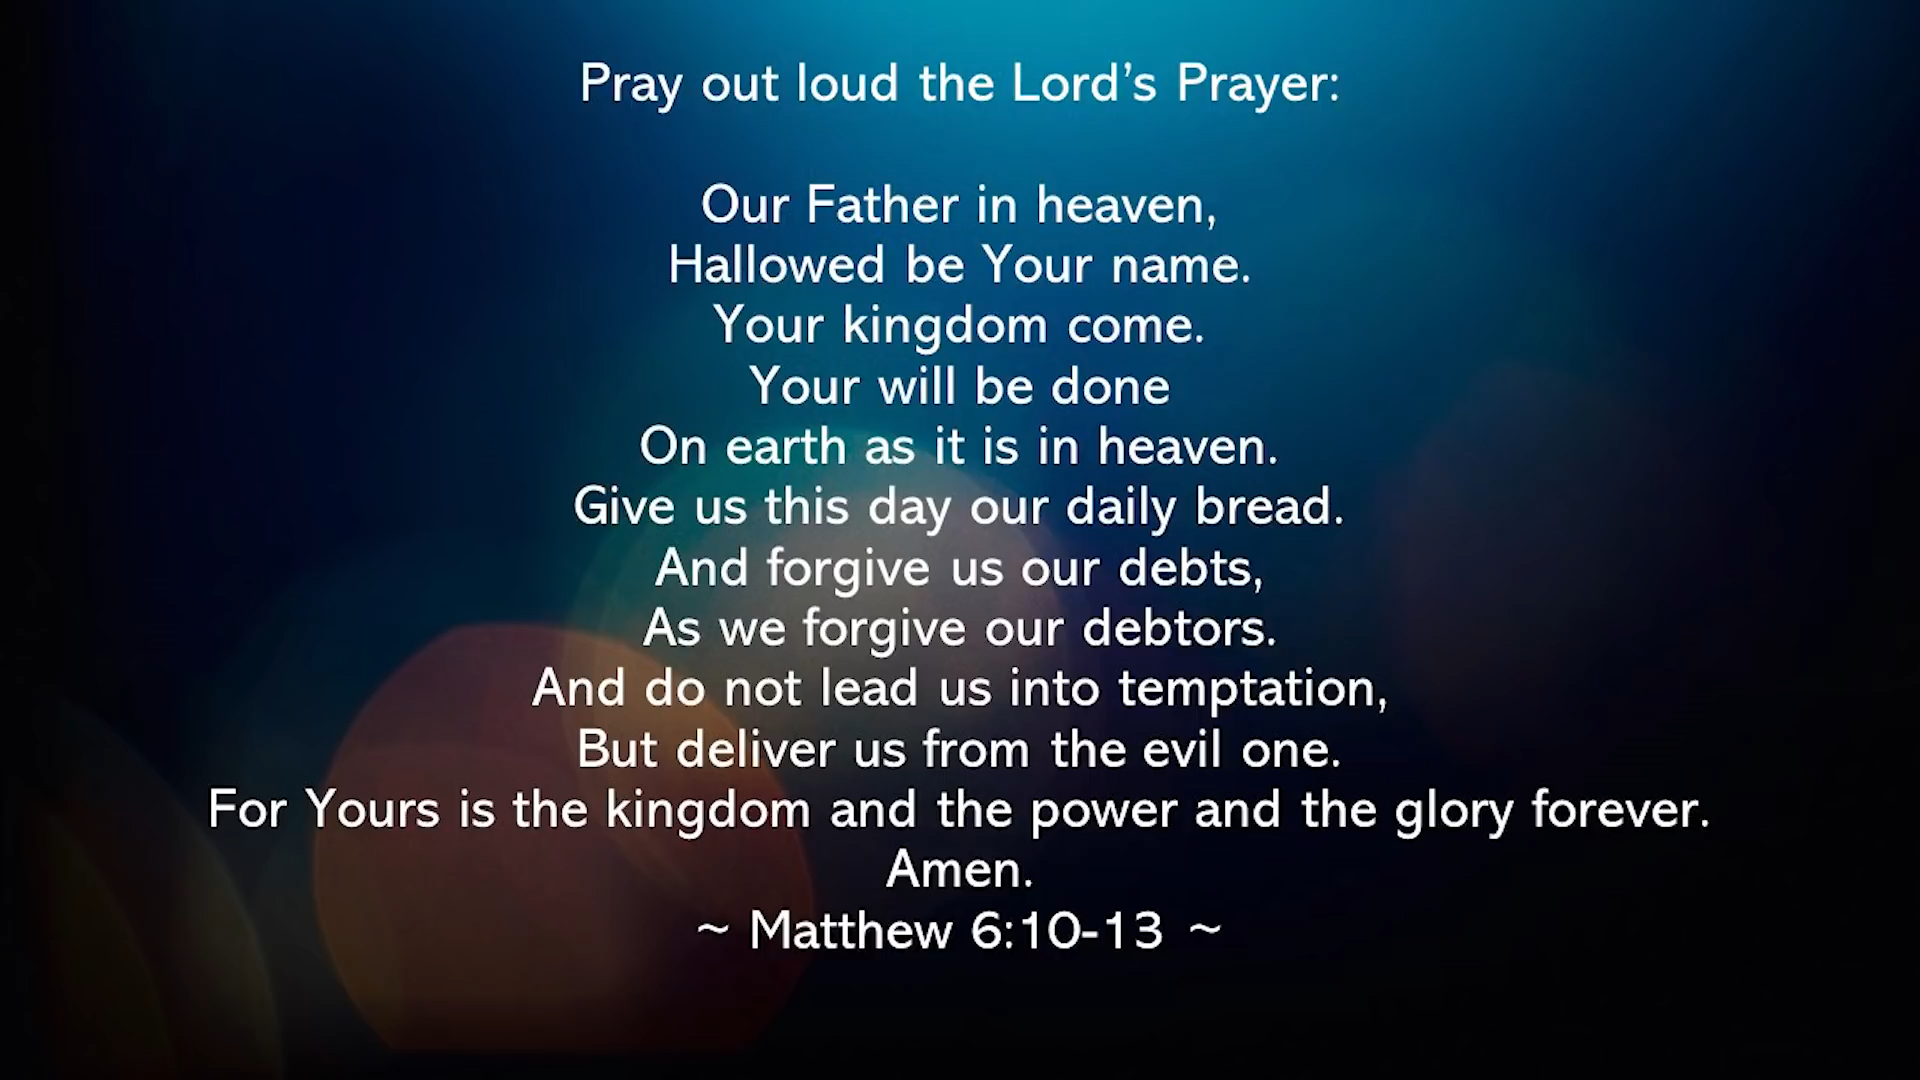 Pray out loud the Lord’s Prayer:
Our Father in heaven,
Hallowed be Your name.
Your kingdom come.
Your will be done
On earth as it is in heaven.
Give us this day our daily bread.
And forgive us our debts,
As we forgive our debtors.
And do not lead us into temptation,
But deliver us from the evil one.
For Yours is the kingdom and the power and the glory forever.
Amen.
~ Matthew 6:10-13 ~